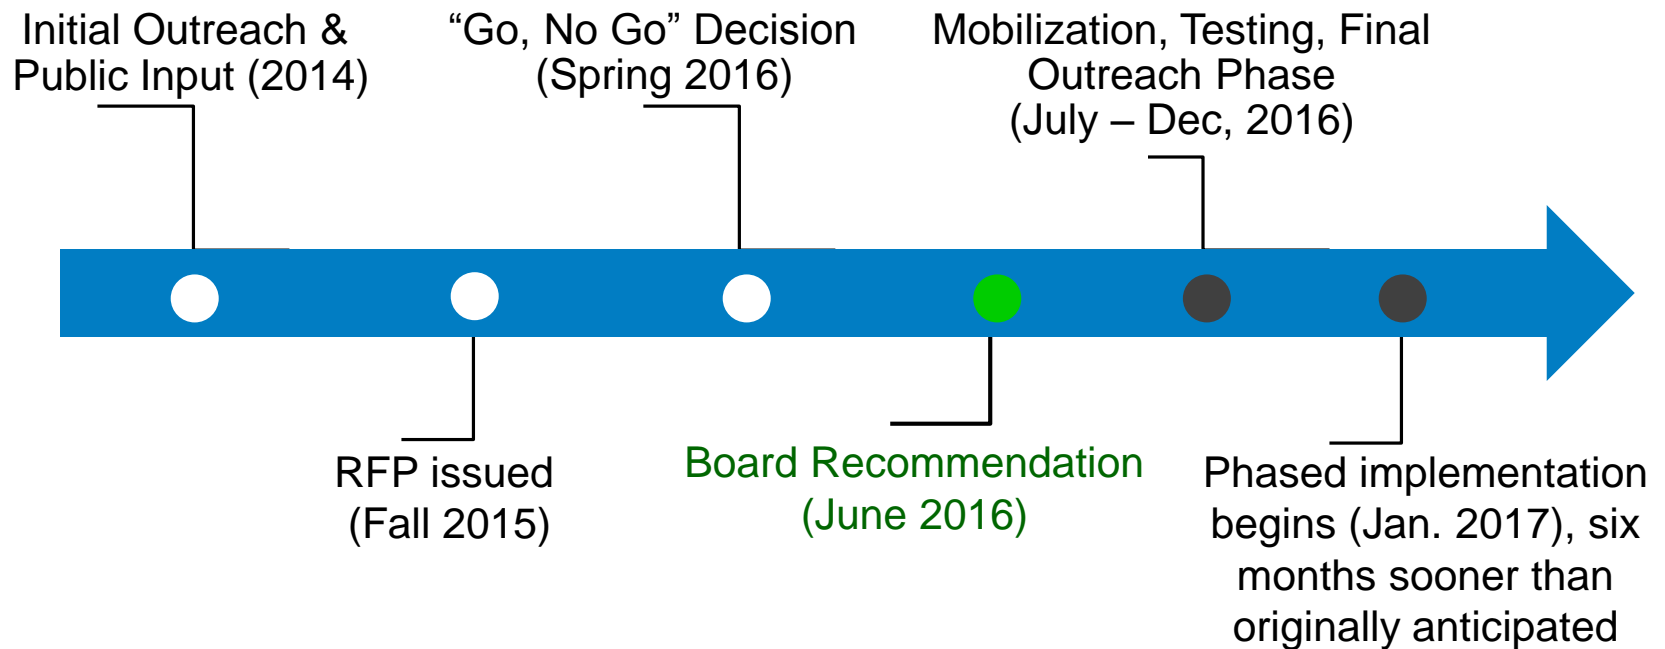 Initial Outreach &
Public Input (2014)
“Go, No Go” Decision
(Spring 2016)
Mobilization, Testing, Final
Outreach Phase
(July – Dec, 2016)
RFP issued
(Fall 2015)
Board Recommendation
(June 2016)
Phased implementation
begins (Jan. 2017), six
months sooner than
originally anticipated